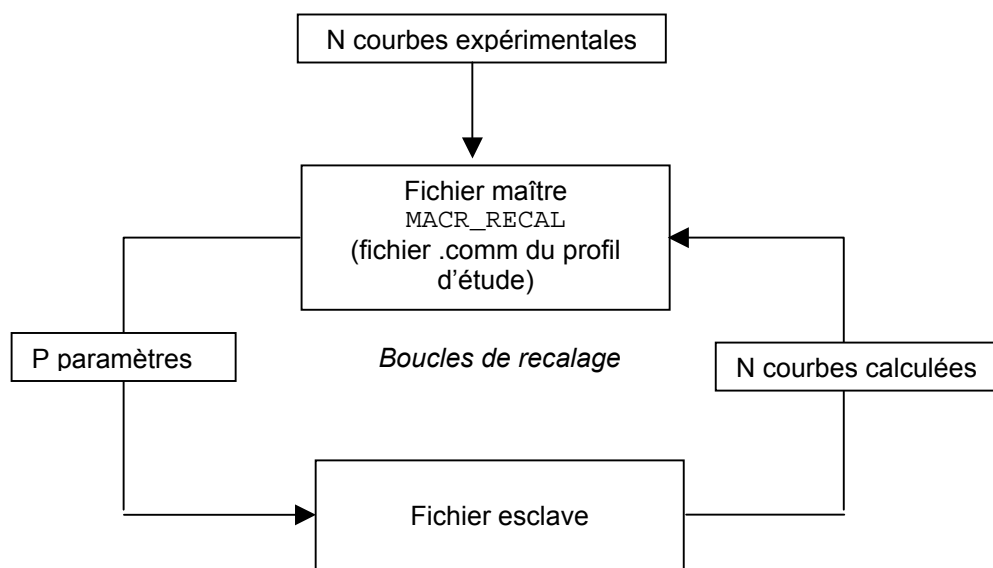 N courbes expérimentales
Fichier maître
MACR_RECAL
(fichier .comm du profil
d'étude)
P paramètres
Boucles de recalage
N courbes calculées
Fichier esclave